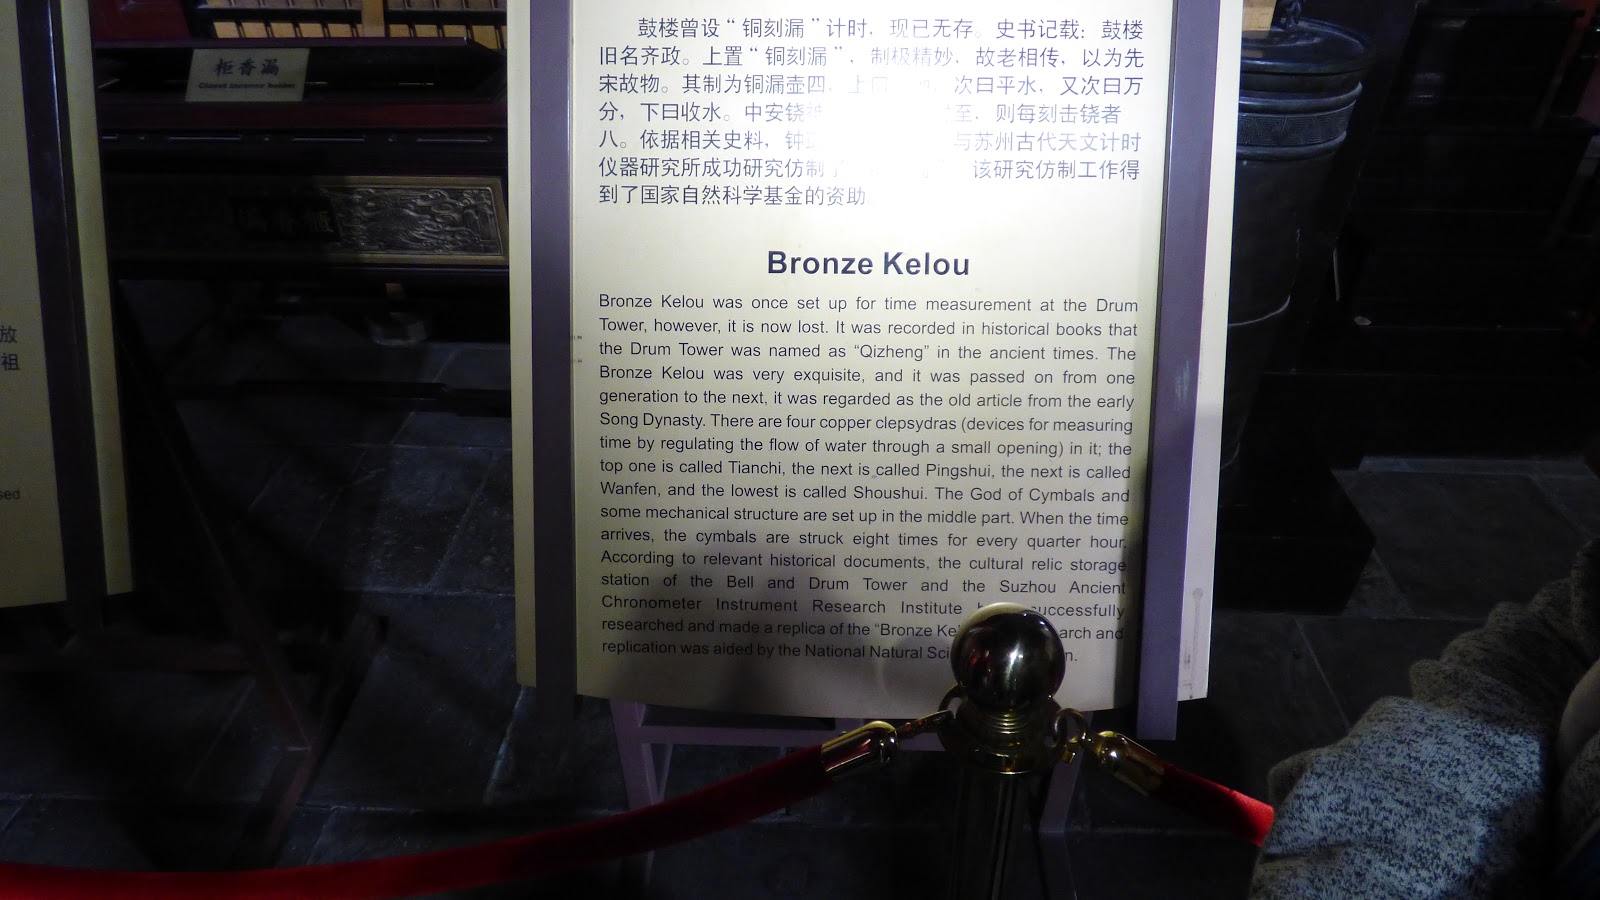 柜香漏
Closet incense holder
放
祖
sed
鼓楼曾设“铜刻漏”计时，现已无存。史书记载：鼓楼
旧名齐政。上置“铜刻漏”，制极精妙，故老相传，以为先
宋故物。其制为铜漏壶四，上曰 次曰平水，又次曰万
分，下曰收水。中安铙神 至，则每刻击铙者
八。依据相关史料，钟 与苏州古代天文计时
仪器研究所成功研究仿制了 该研究仿制工作得
到了国家自然科学基金的资助
Bronze Kelou
Bronze Kelou was once set up for time measurement at the Drum
Tower, however, it is now lost. It was recorded in historical books that
the Drum Tower was named as “Qizheng” in the ancient times. The
Bronze Kelou was very exquisite, and it was passed on from one
generation to the next, it was regarded as the old article from the early
Song Dynasty. There are four copper clepsydras (devices for measuring
time by regulating the flow of water through a small opening) in it; the
top one is called Tianchi, the next is called Pingshui, the next is called
Wanfen, and the lowest is called Shoushui. The God of Cymbals and
some mechanical structure are set up in the middle part. When the time
arrives, the cymbals are struck eight times for every quarter hour.
According to relevant historical documents, the cultural relic storage
station of the Bell and Drum Tower and the Suzhou Ancient
Chronometer Instrument Research Institute successfully
researched and made a replica of the “Bronze and
replication was aided by the National Natural